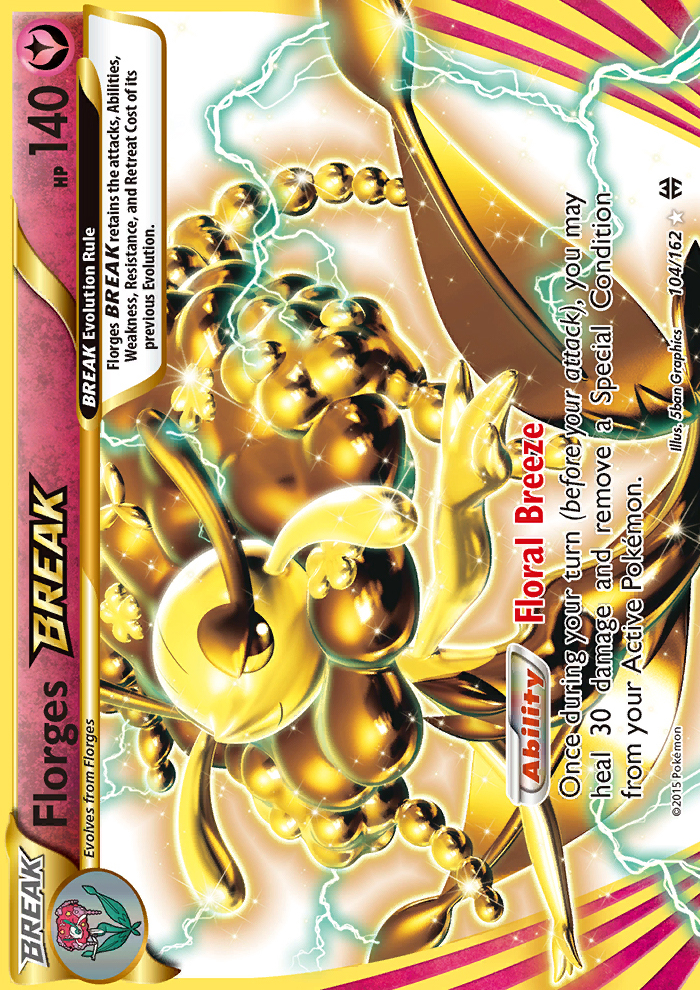 BREAK
Florges BREAK
HP 140
Evolves from Florges
BREAK Evolution Rule
Florges BREAK retains the attacks, Abilities,
Weakness, Resistance, and Retreat Cost of its
previous Evolution.
Ability Floral Breeze
Once during your turn (before your attack), you may
heal 30 damage and remove a Special Condition
from your Active Pokémon.
©2015 Pokémon
Illus. 5ban Graphics 104/162